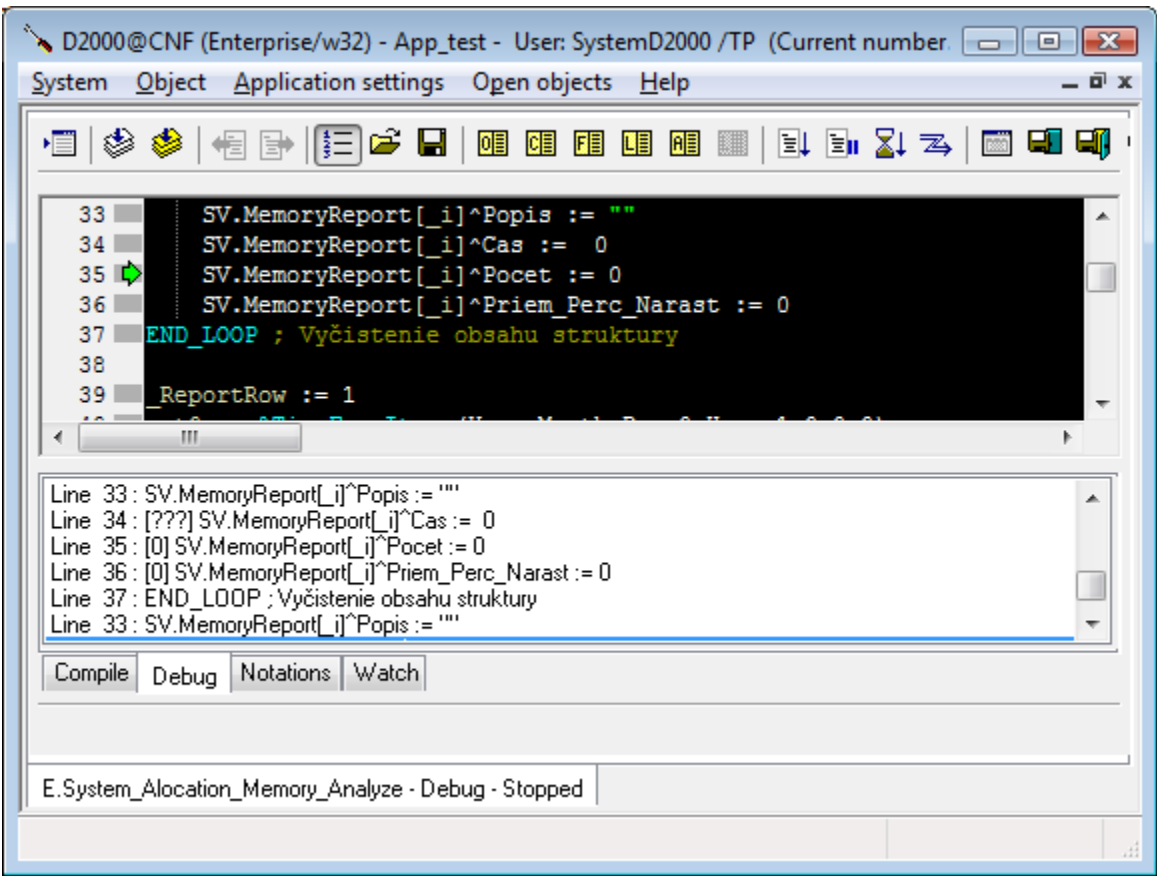 D2000@CNF (Enterprise/w32) - App_test - User: SystemD2000 /TP (Current number
System Object Application settings Open objects Help
33 SV.MemoryReport[_i]^Popis := ""
34 SV.MemoryReport[_i]^Cas :=  0
35 SV.MemoryReport[_i]^Pocet := 0
36 SV.MemoryReport[_i]^Priem_Perc_Narast := 0
37 END_LOOP ; Vyčistenie obsahu struktury
38
39 _ReportRow := 1
Line 33 : SV.MemoryReport[_i]^Popis := ""
Line 34 : [???] SV.MemoryReport[_i]^Cas :=  0
Line 35 : [0] SV.MemoryReport[_i]^Pocet := 0
Line 36 : [0] SV.MemoryReport[_i]^Priem_Perc_Narast := 0
Line 37 : END_LOOP ; Vyčistenie obsahu struktury
Line 33 : SV.MemoryReport[_i]^Popis := ""
Compile Debug Notations Watch
E.System_Alocation_Memory_Analyze - Debug - Stopped